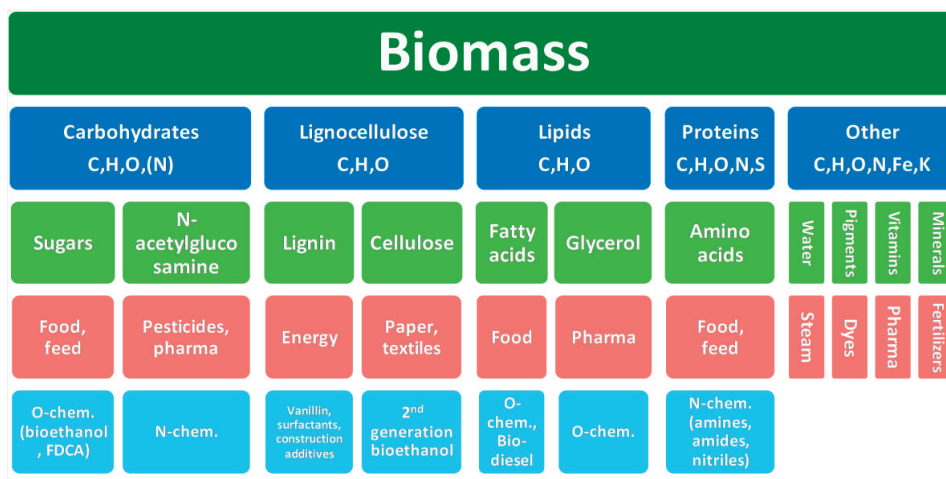 Biomass
Carbohydrates
C,H,O,(N)
Lignocellulose
C,H,O
Lipids
C,H,O
Proteins
C,H,O,N,S
Other
C,H,O,N,Fe,K
Sugars
N-
acetylgluco
samine
Lignin
Cellulose
Fatty
acids
Glycerol
Amino
acids
Water
Pigments
Vitamins
Minerals
Food,
feed
Pesticides,
pharma
Energy
Paper,
textiles
Food
Pharma
Food,
feed
Steam
Dyes
Pharma
Fertilizers
O-chem.
(bioethanol
, FDCA)
N-chem.
Vanillin,
surfactants,
construction
additives
2nd
generation
bioethanol
O-
chem.,
Bio-
diesel
O-chem.
N-chem.
(amines,
amides,
nitriles)